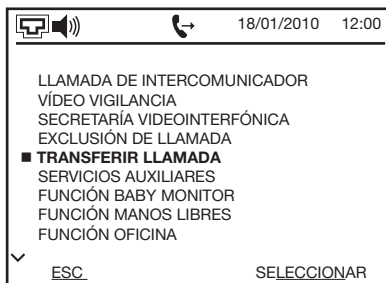 18/01/2010 12:00
LLAMADA DE INTERCOMUNICADOR
VÍDEO VIGILANCIA
SECRETARÍA VIDEOINTERFÓNICA
EXCLUSIÓN DE LLAMADA
TRANSFERIR LLAMADA
SERVICIOS AUXILIARES
FUNCIÓN BABY MONITOR
FUNCIÓN MANOS LIBRES
FUNCIÓN OFICINA
ESC SELECCIONAR